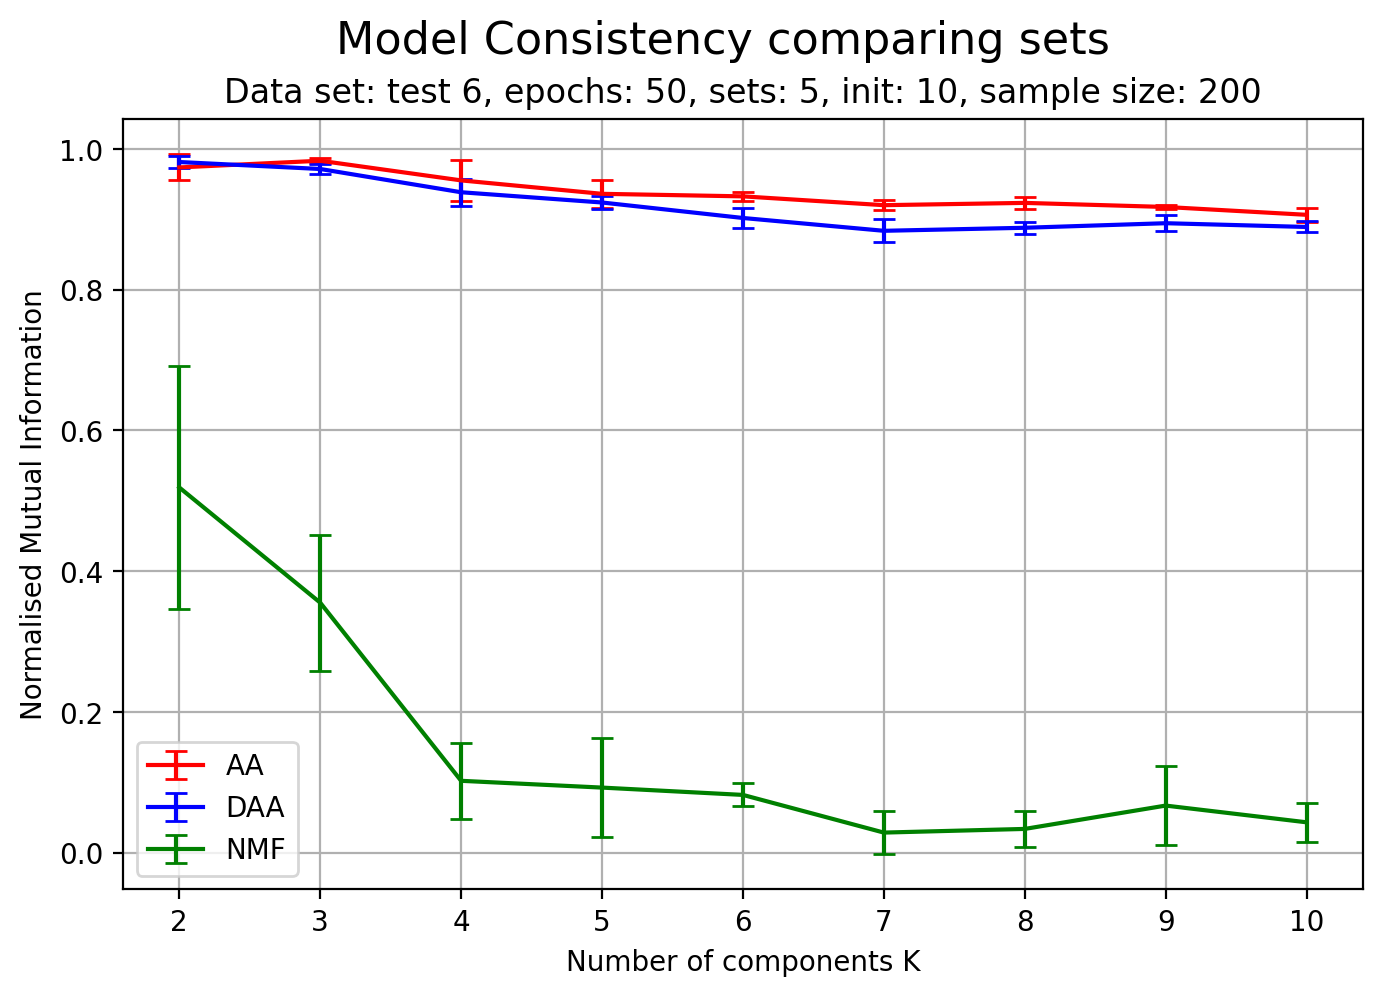 Model Consistency comparing sets
Data set: test 6, epochs: 50, sets: 5, init: 10, sample size: 200
1.0
0.8
0.6
0.4
0.2
0.0
Normalised Mutual Information
AA
DAA
NMF
2 3 4 5 6 7 8 9 10
Number of components K